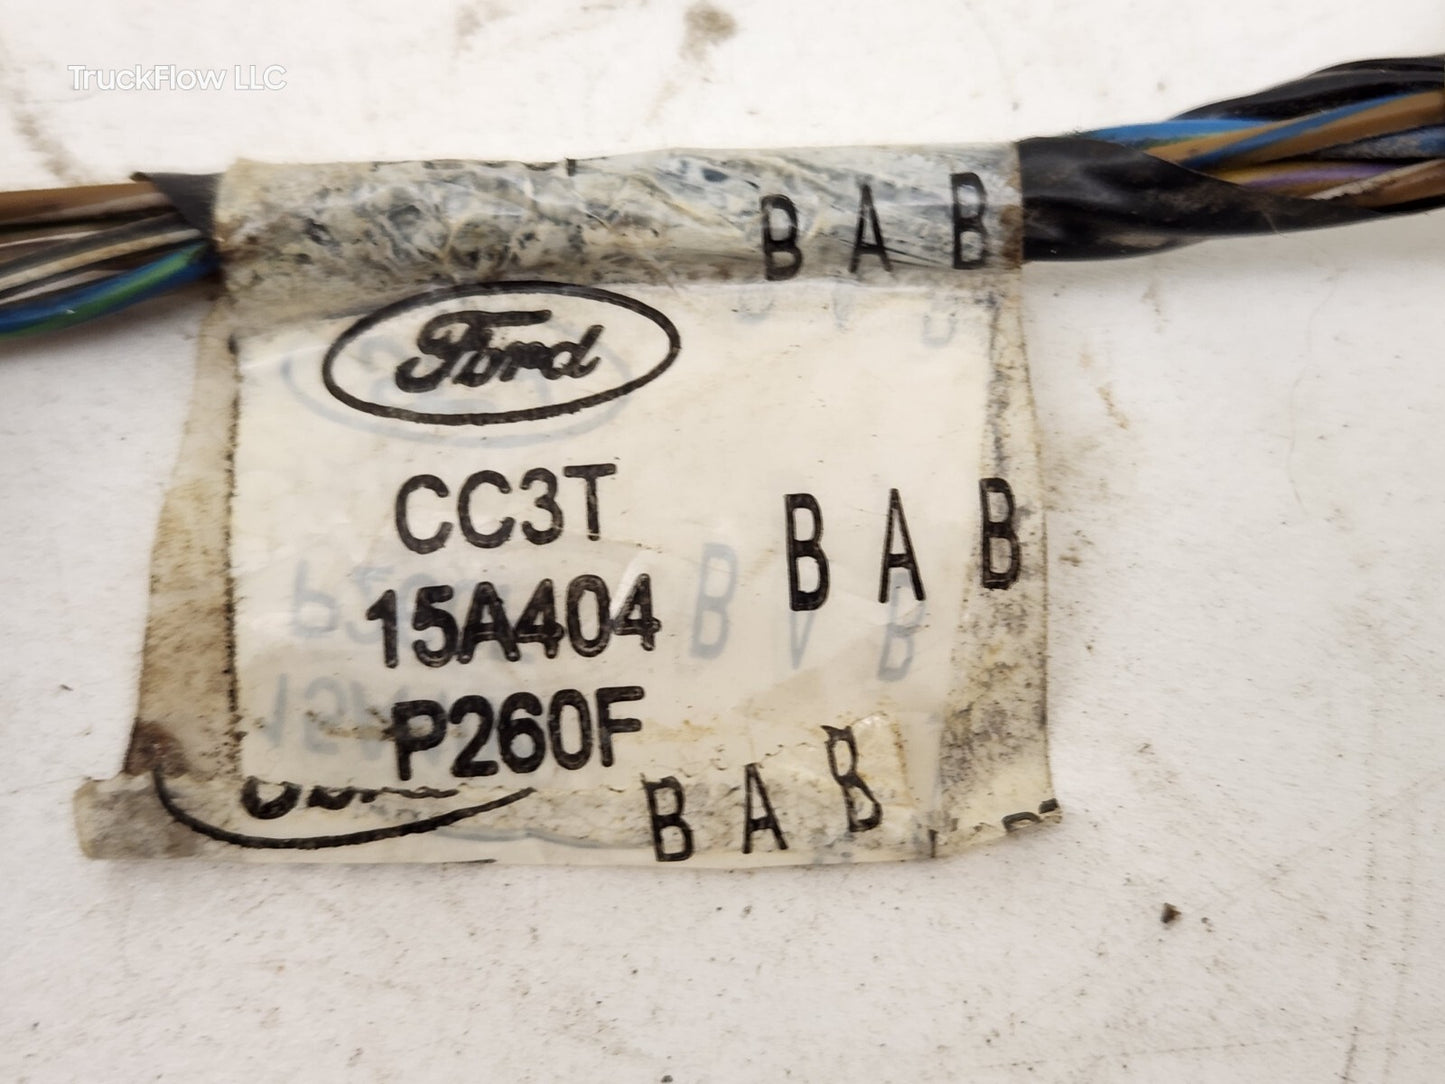 TruckFlow LLC
B A B
Ford
CC3T
15A404
P260F
B A B
B A B